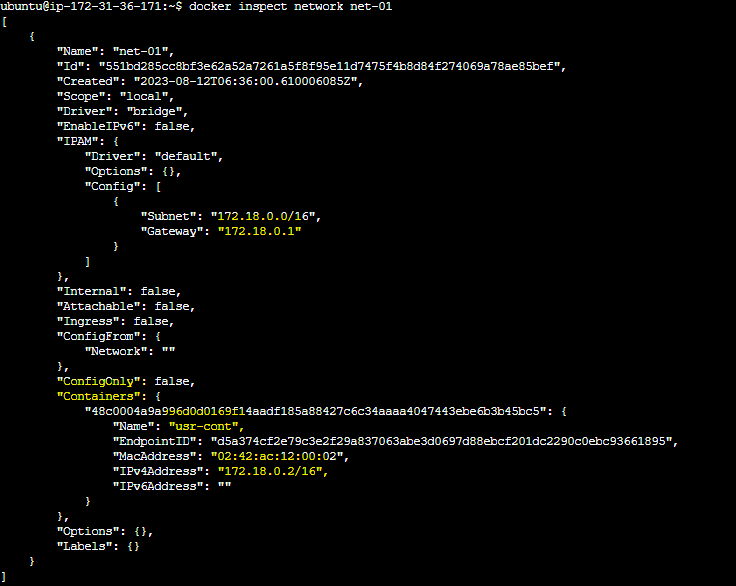 ubuntu@ip-172-31-36-171:~$ docker inspect network net-01
[
    {
        "Name": "net-01",
        "Id": "551bd285cc8bf3e62a52a7261a5f8f95e11d7475f4b8d84f274069a78ae85bef",
        "Created": "2023-08-12T06:36:00.610006085Z",
        "Scope": "local",
        "Driver": "bridge",
        "EnableIPv6": false,
        "IPAM": {
            "Driver": "default",
            "Options": {},
            "Config": [
                {
                    "Subnet": "172.18.0.0/16",
                    "Gateway": "172.18.0.1"
                }
            ]
        },
        "Internal": false,
        "Attachable": false,
        "Ingress": false,
        "ConfigFrom": {
            "Network": ""
        },
        "ConfigOnly": false,
        "Containers": {
            "48c0004a9a996d0d0169f14aadf185a88427c6c34aaaa4047443ebe6b3b45bc5": {
                "Name": "usr-cont",
                "EndpointID": "d5a374cf2e79c3e2f29a837063abe3d0697d88ebcf201dc2290c0ebc93661895",
                "MacAddress": "02:42:ac:12:00:02",
                "IPv4Address": "172.18.0.2/16",
                "IPv6Address": ""
            }
        },
        "Options": {},
        "Labels": {}
    }
]